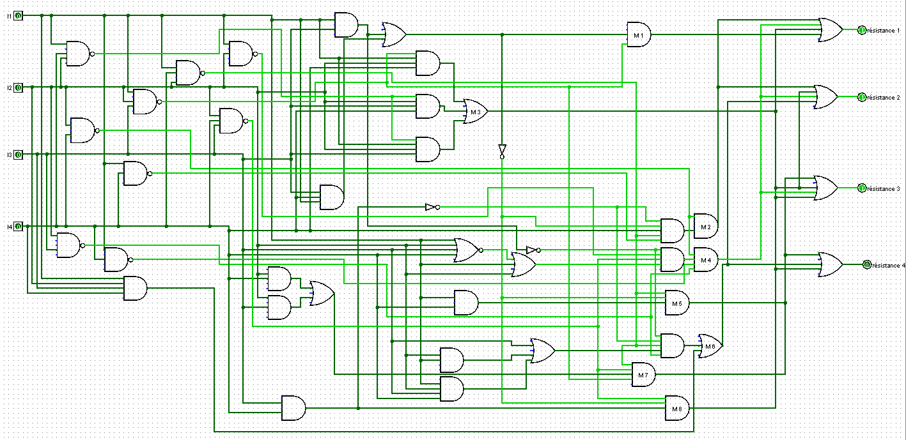 I1
résistance 1
M 1
I2
résistance 2
M 3
I3
résistance 3
I4
M 2
M 4
résistance 4
M 5
M 6
M 7
M 8